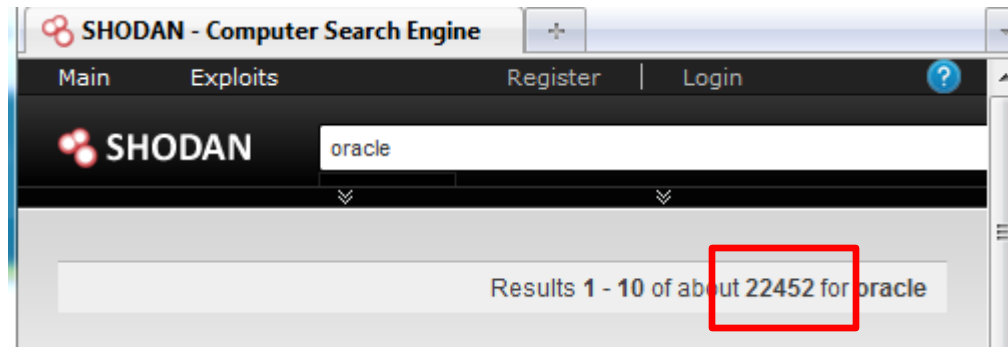 SHODAN - Computer Search Engine
Main Exploits Register | Login ?
SHODAN oracle
Results 1 - 10 of about 22452 for oracle